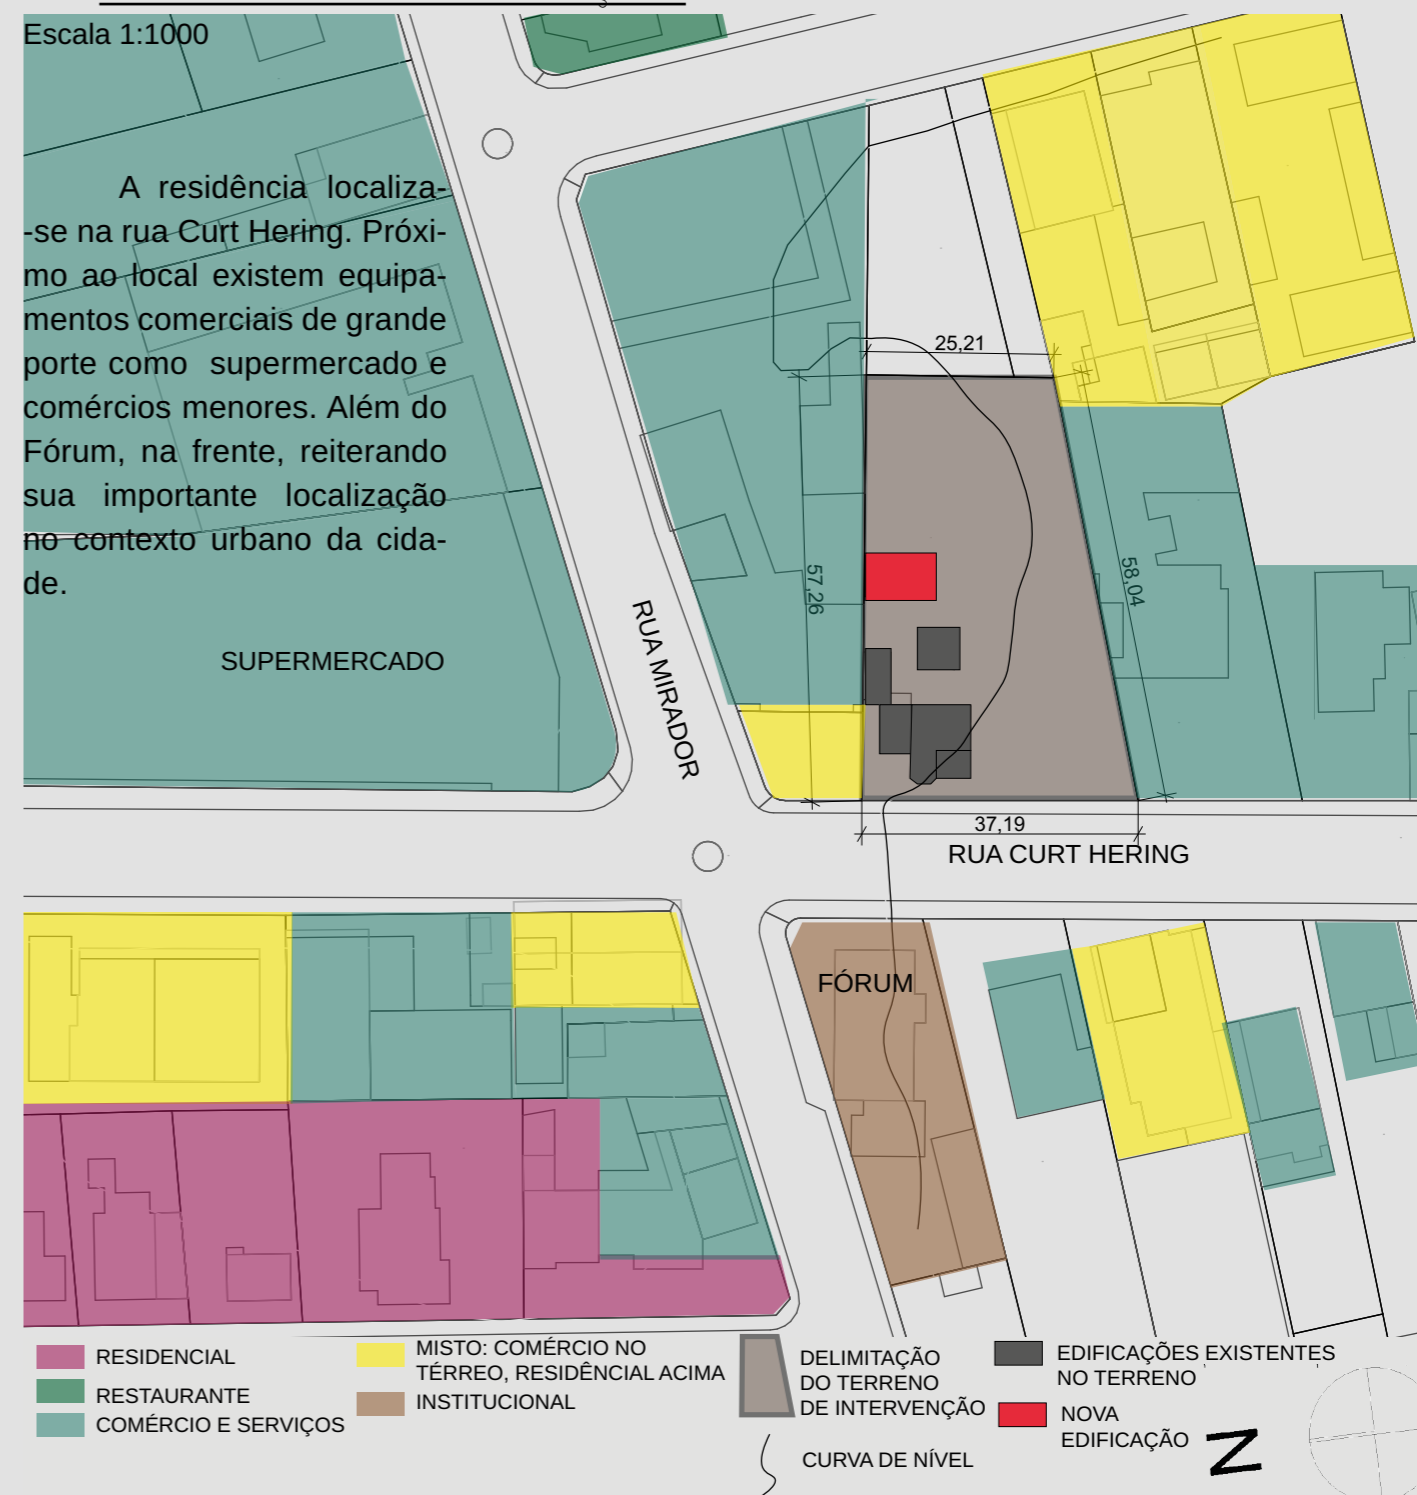 Escala 1:1000
A residência localiza-
-se na rua Curt Hering. Próxi-
mo ao local existem equipa-
mentos comerciais de grande
porte como supermercado e
comércios menores. Além do
Fórum, na frente, reiterando
sua importante localização
no contexto urbano da cida-
de.
SUPERMERCADO
RUA MIRADOR
25,21
57,26
58,04
37,19
RUA CURT HERING
FÓRUM
RESIDENCIAL
RESTAURANTE
COMÉRCIO E SERVIÇOS
MISTO: COMÉRCIO NO
TÉRREO, RESIDÊNCIAL ACIMA
INSTITUCIONAL
DELIMITAÇÃO
DO TERRENO
DE INTERVENÇÃO
CURVA DE NÍVEL
EDIFICAÇÕES EXISTENTES
NO TERRENO
NOVA
EDIFICAÇÃO
N